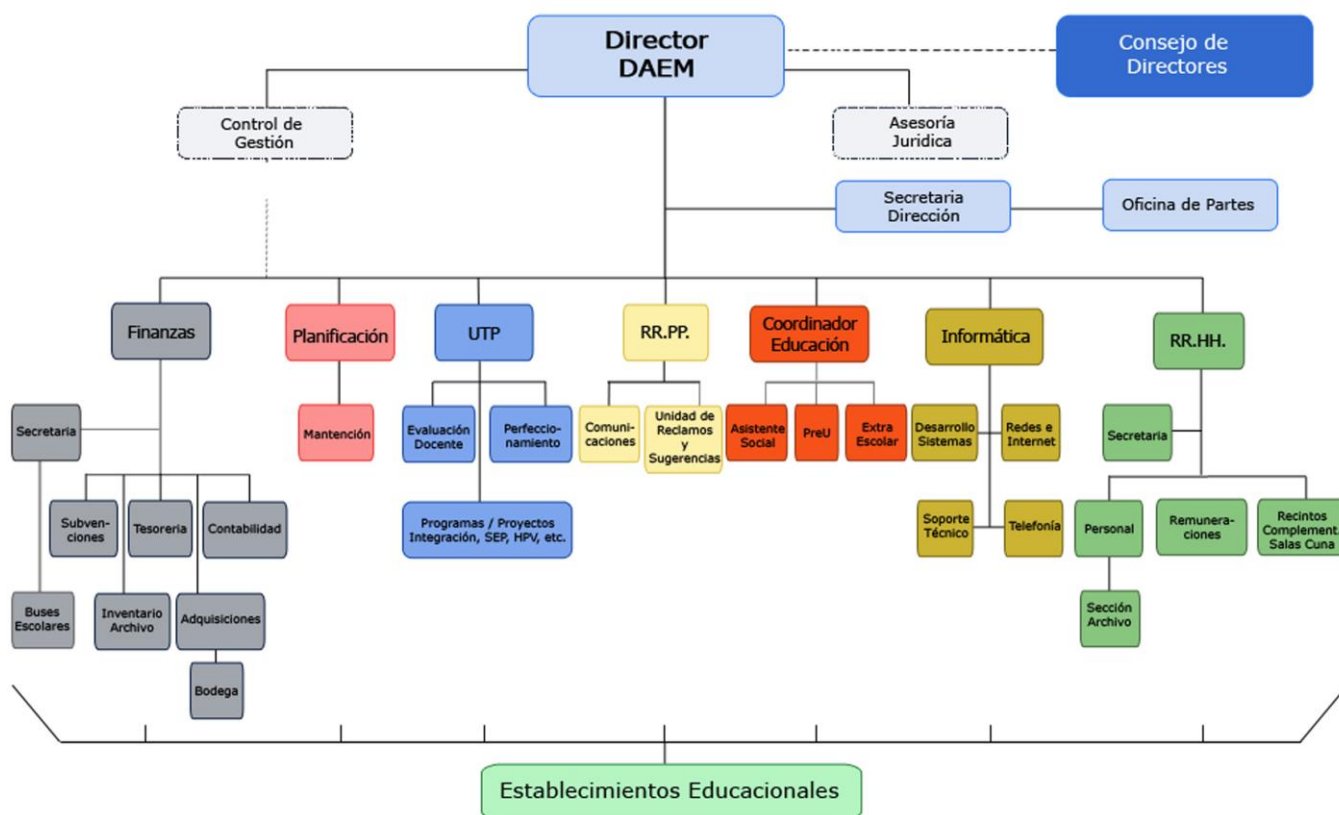 Director
DAEM
Consejo de
Directores
Control de
Gestión
Asesoría
Juridica
Secretaria
Dirección
Oficina de Partes
Finanzas
Planificación
UTP
RR.PP.
Coordinador
Educación
Informática
RR.HH.
Secretaria
Mantención
Evaluación
Docente
Perfeccio-
namiento
Comuni-
caciones
Unidad de
Reclamos
y
Sugerencias
Asistente
Social
PreU
Extra
Escolar
Desarrollo
Sistemas
Redes e
Internet
Secretaria
Subven-
ciones
Tesoreria
Contabilidad
Programas / Proyectos
Integración, SEP, HPV, etc.
Soporte
Técnico
Telefonía
Personal
Remunera-
ciones
Recintos
Complement.
Salas Cuna
Buses
Escolares
Inventario
Archivo
Adquisiciones
Sección
Archivo
Bodega
Establecimientos Educacionales